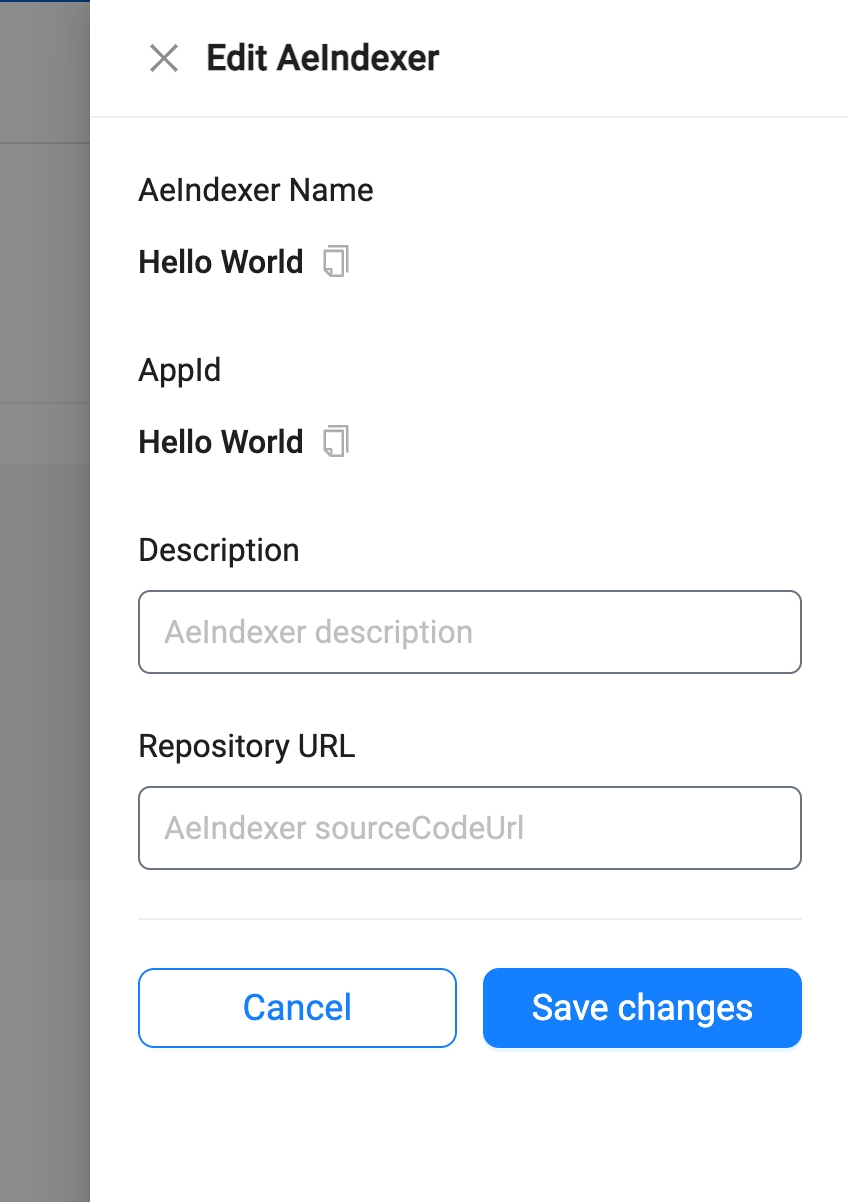 Edit AeIndexer
AeIndexer Name
Hello World
AppId
Hello World
Description
AeIndexer description
Repository URL
AeIndexer sourceCodeUrl
Cancel
Save changes